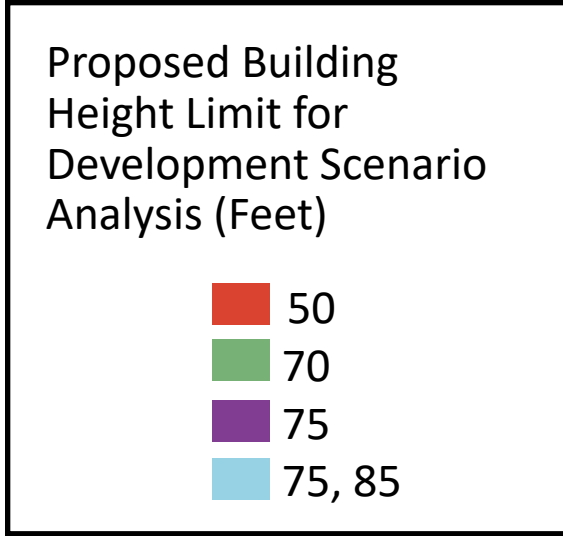 Proposed Building
Height Limit for
Development Scenario
Analysis (Feet)
50
70
75
75, 85